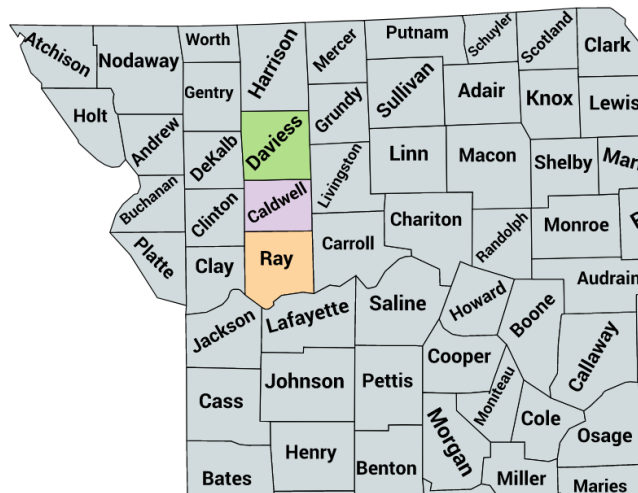 Atchison
Nodaway
Worth
Harrison
Mercer
Putnam
Schuyler
Scotland
Clark
Holt
Gentry
Grundy
Sullivan
Adair
Knox
Lewis
Andrew
DeKalb
Daviess
Livingston
Linn
Macon
Shelby
Mar
Buchanan
Clinton
Caldwell
Chariton
Randolph
Monroe
Platte
Clay
Ray
Carroll
Audrain
Jackson
Lafayette
Saline
Howard
Boone
Callaway
Cass
Johnson
Pettis
Cooper
Moniteau
Cole
Osage
Bates
Henry
Benton
Morgan
Miller
Maries